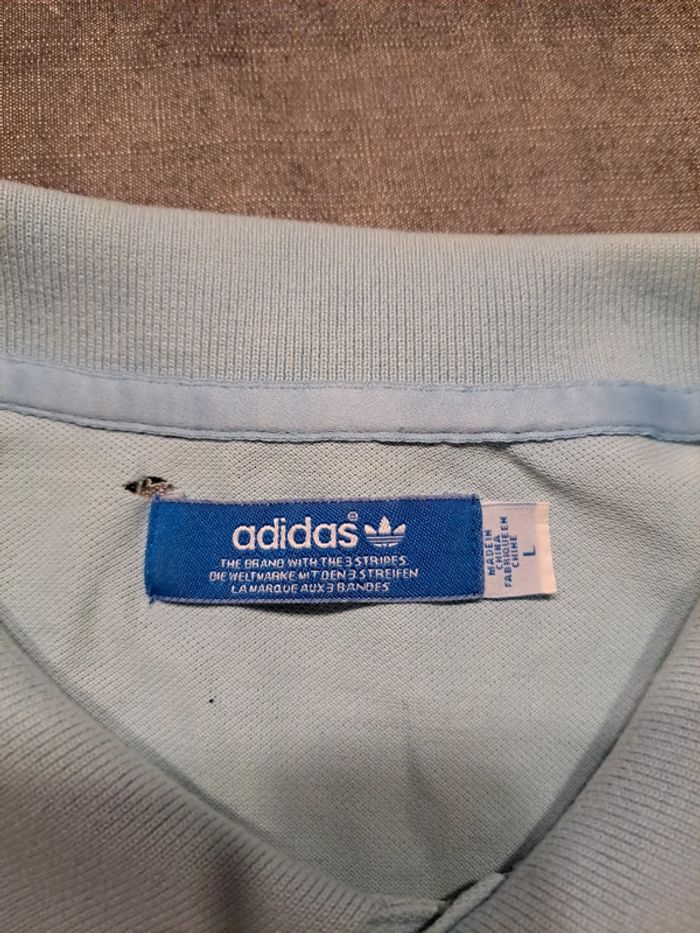 adidas®
THE BRAND WITH THE 3 STRIPES
DIE WELTMARKE MIT DEN 3 STREIFEN
LA MARQUE AUX 3 BANDES
MADE IN
CHINA
FABRIQUE EN
CHINE
L